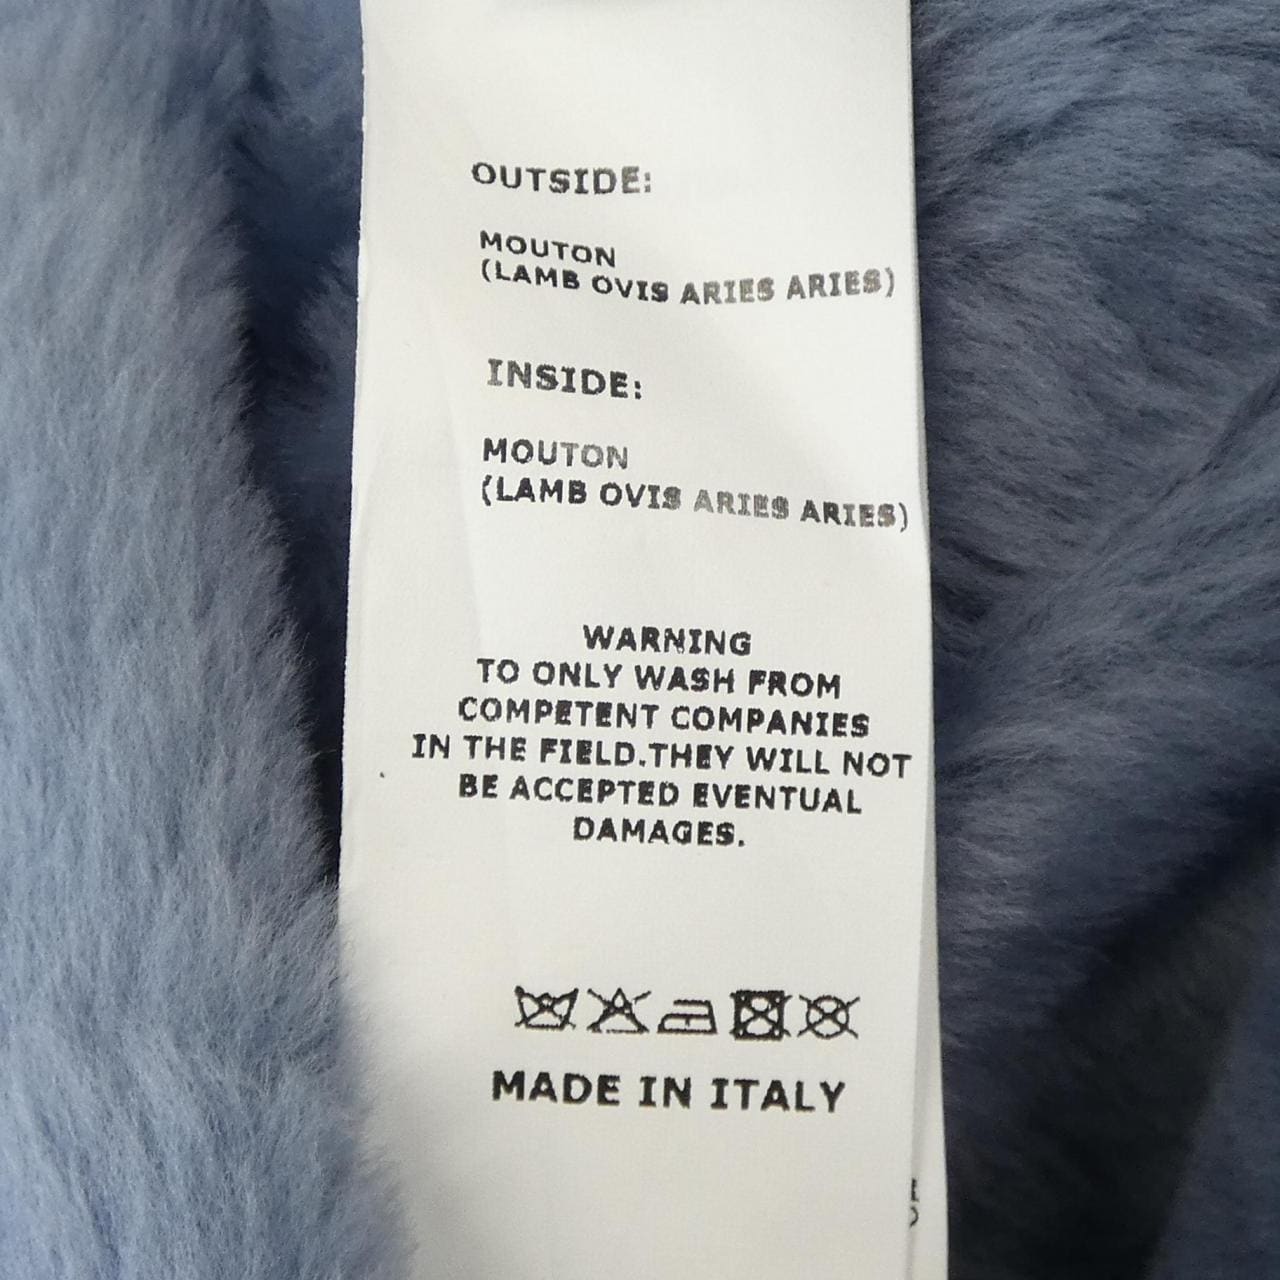 OUTSIDE:
MOUTON
(LAMB OVIS ARIES ARIES)
INSIDE:
MOUTON
(LAMB OVIS ARIES ARIES)
WARNING
TO ONLY WASH FROM
COMPETENT COMPANIES
IN THE FIELD.THEY WILL NOT
BE ACCEPTED EVENTUAL
DAMAGES.
MADE IN ITALY